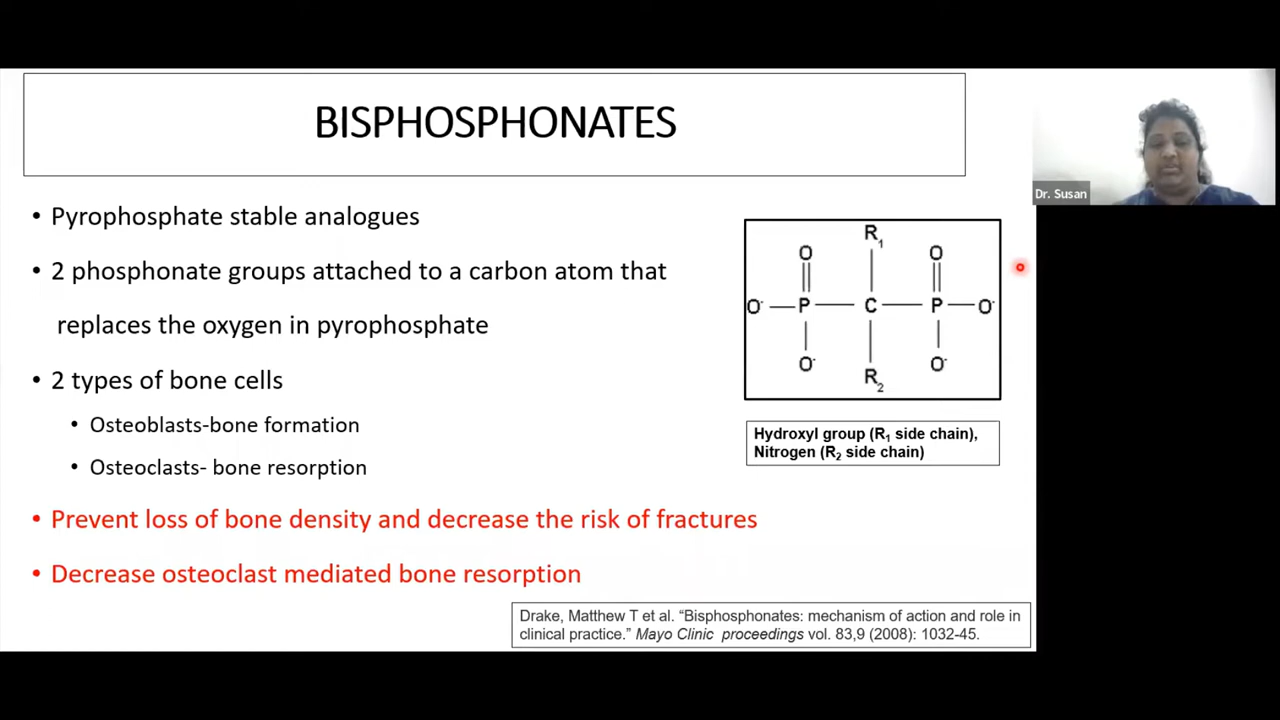 BISPHOSPHONATES
• Pyrophosphate stable analogues
• 2 phosphonate groups attached to a carbon atom that
replaces the oxygen in pyrophosphate
• 2 types of bone cells
• Osteoblasts-bone formation
• Osteoclasts- bone resorption
• Prevent loss of bone density and decrease the risk of fractures
• Decrease osteoclast mediated bone resorption
Dr. Susan
R1
O O
O- P C P O-
O- O-
R2
Hydroxyl group (R1 side chain),
Nitrogen (R2 side chain)
Drake, Matthew T et al. “Bisphosphonates: mechanism of action and role in
clinical practice.” Mayo Clinic proceedings vol. 83,9 (2008): 1032-45.